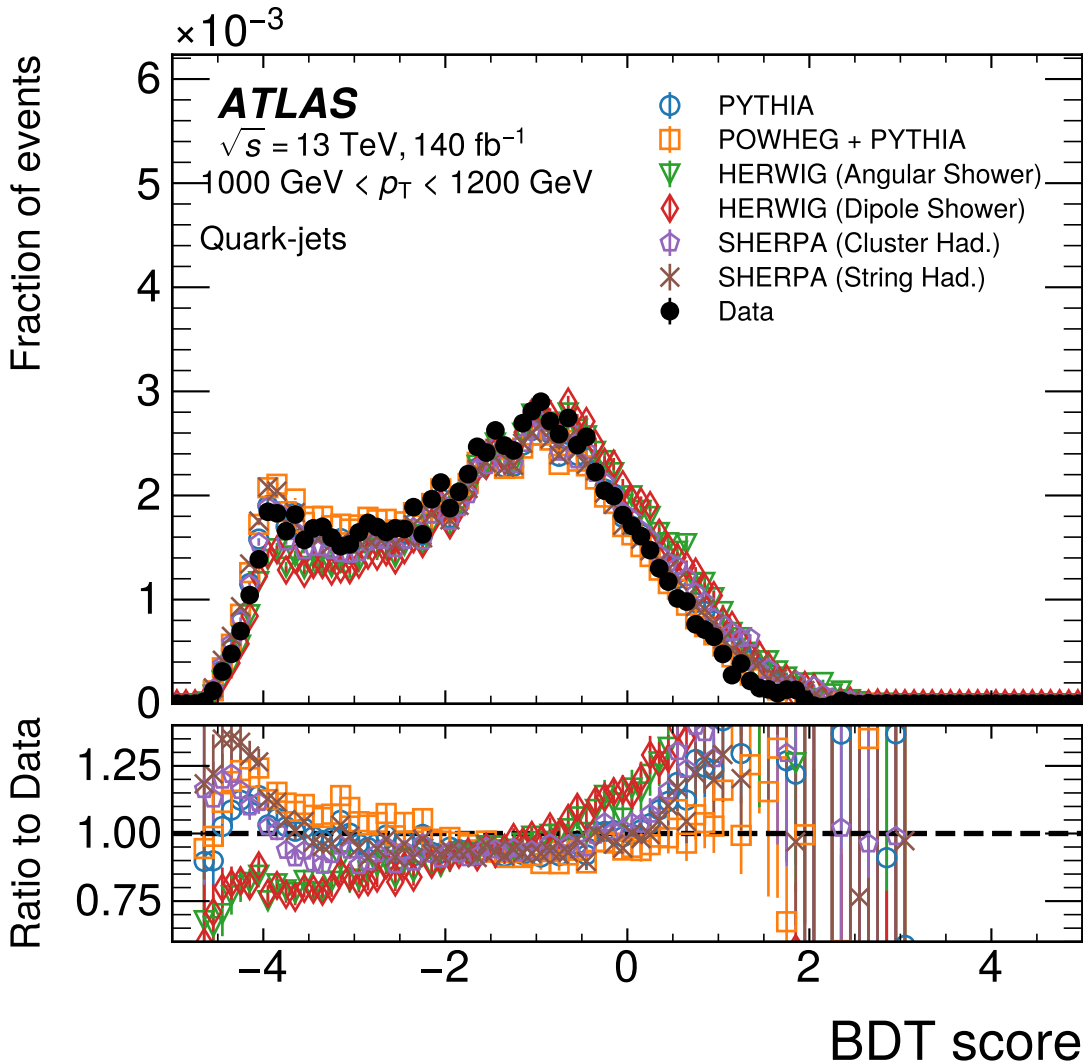 ×10⁻³
Fraction of events
6
5
4
3
2
1
0
ATLAS
√s = 13 TeV, 140 fb⁻¹
1000 GeV < p_T < 1200 GeV
Quark-jets
PYTHIA
POWHEG + PYTHIA
HERWIG (Angular Shower)
HERWIG (Dipole Shower)
SHERPA (Cluster Had.)
SHERPA (String Had.)
Data
Ratio to Data
1.25
1.00
0.75
−4 −2 0 2 4
BDT score